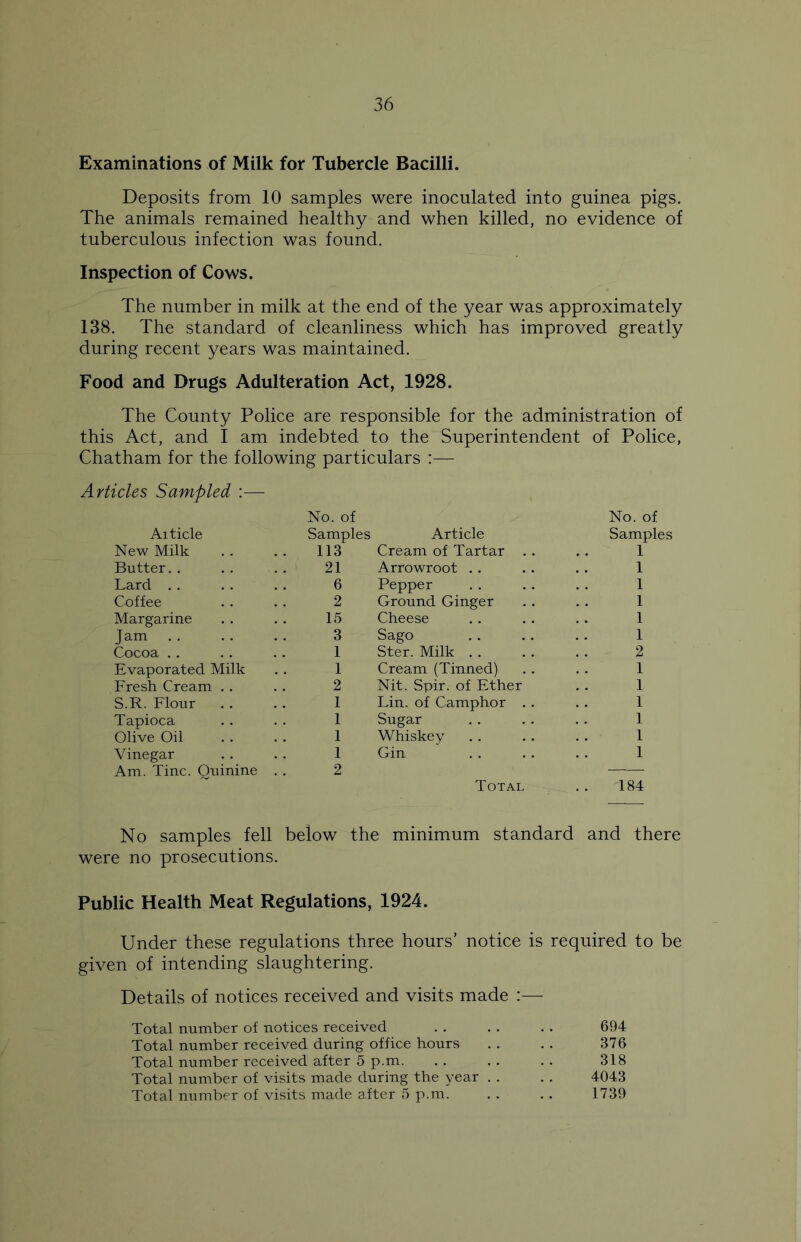 36
Examinations of Milk for Tubercle Bacilli.
Deposits from 10 samples were inoculated into guinea pigs.
The animals remained healthy and when killed, no evidence of
tuberculous infection was found.
Inspection of Cows.
The number in milk at the end of the year was approximately
138. The standard of cleanliness which has improved greatly
during recent years was maintained.
Food and Drugs Adulteration Act, 1928.
The County Police are responsible for the administration of
this Act, and I am indebted to the Superintendent of Police,
Chatham for the following particulars :—
Articles Sampled :—
No. of No. of
Article Samples Article Samples
New Milk .. .. 113 Cream of Tartar .. .. 1
Butter.. .. .. 21 Arrowroot .. .. .. 1
Lard .. .. .. 6 Pepper .. .. .. 1
Coffee .. .. 2 Ground Ginger .. .. 1
Margarine .. .. 15 Cheese .. .. .. 1
Jam .. .. .. 3 Sago .. .. .. 1
Cocoa .. .. .. 1 Ster. Milk .. .. .. 2
Evaporated Milk .. 1 Cream (Tinned) .. .. 1
Fresh Cream .. .. 2 Nit. Spir. of Ether .. 1
S.R. Flour .. .. 1 Lin. of Camphor .. .. 1
Tapioca .. .. 1 Sugar .. .. .. 1
Olive Oil .. .. 1 Whiskey .. .. .. 1
Vinegar .. .. 1 Gin .. .. .. 1
Am. Tinc. Quinine .. 2
Total .. 184
No samples fell below the minimum standard and there
were no prosecutions.
Public Health Meat Regulations, 1924.
Under these regulations three hours' notice is required to be
given of intending slaughtering.
Details of notices received and visits made :—
Total number of notices received .. .. .. 694
Total number received during office hours .. .. 376
Total number received after 5 p.m. .. .. .. 318
Total number of visits made during the year .. .. 4043
Total number of visits made after 5 p.m. .. .. 1739